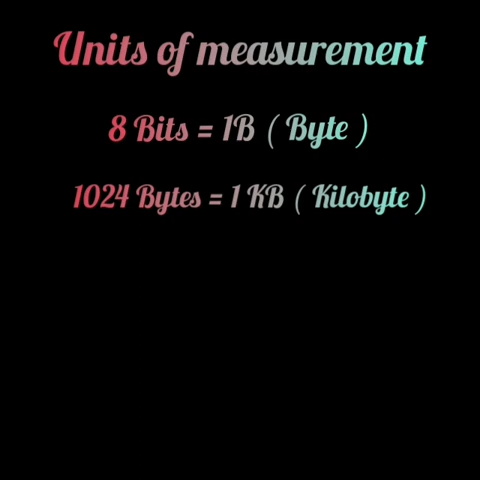 Units of measurement
8 Bits = 1B ( Byte )
1024 Bytes = 1 KB ( Kilobyte )